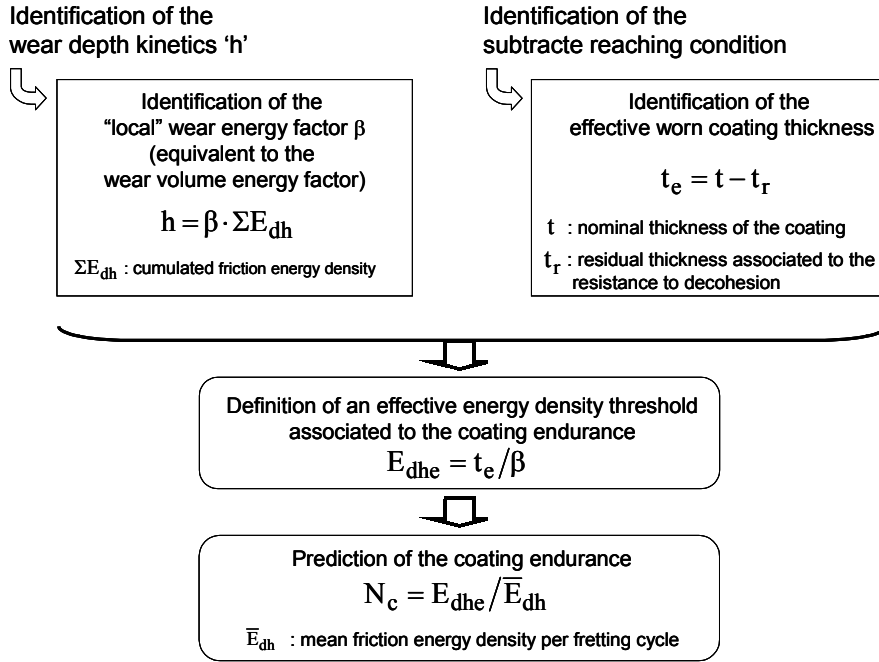 Identification of the
wear depth kinetics ‘h’
Identification of the
“local” wear energy factor β
(equivalent to the
wear volume energy factor)
h = β · ΣE_dh
ΣE_dh : cumulated friction energy density
Identification of the
subtracte reaching condition
Identification of the
effective worn coating thickness
t_e = t − t_r
t : nominal thickness of the coating
t_r : residual thickness associated to the
resistance to decohesion
Definition of an effective energy density threshold
associated to the coating endurance
E_dhe = t_e/β
Prediction of the coating endurance
N_c = E_dhe/E̅_dh
E̅_dh : mean friction energy density per fretting cycle